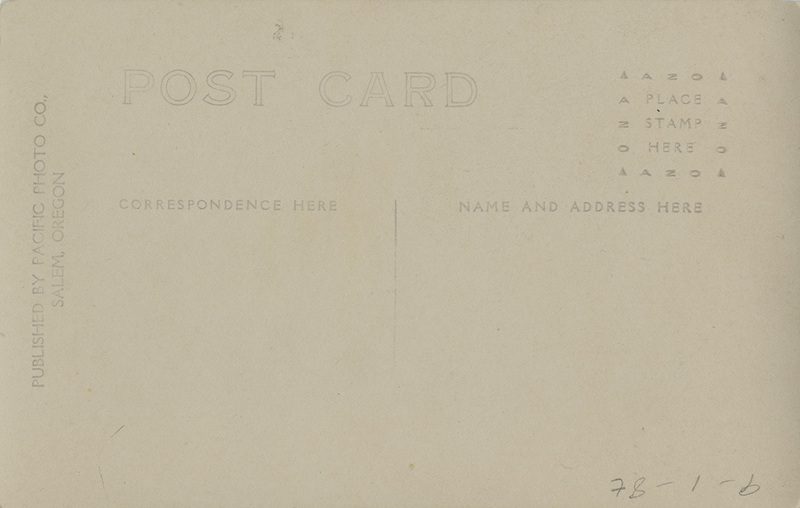 POST CARD
▲ A Z O ▲
A PLACE A
Z STAMP Z
O HERE O
▲ A Z O ▲
CORRESPONDENCE HERE
NAME AND ADDRESS HERE
PUBLISHED BY PACIFIC PHOTO CO.,
SALEM, OREGON
78-1-6